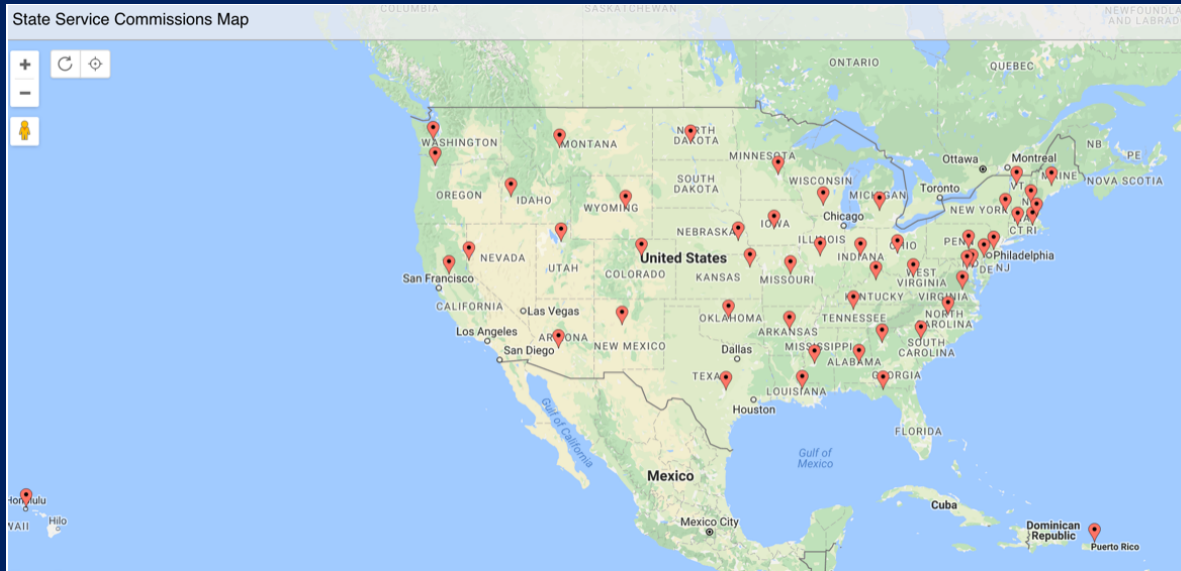 State Service Commissions Map
COLUMBIA
SASKATCHEWAN
NEWFOUNDLAND
AND LABRAD
ONTARIO
QUEBEC
+
−
WASHINGTON
MONTANA
NORTH
DAKOTA
MINNESOTA
Ottawa
Montreal
NB
PE
NOVA SCOTIA
MAINE
VT
OREGON
IDAHO
WYOMING
SOUTH
DAKOTA
WISCONSIN
MICHIGAN
Toronto
NEW YORK
CT RI
Chicago
IOWA
NEBRASKA
ILLINOIS
INDIANA
OHIO
PENN
Philadelphia
DE NJ
NEVADA
UTAH
COLORADO
United States
KANSAS
MISSOURI
WEST
VIRGINIA
KENTUCKY
VIRGINIA
San Francisco
CALIFORNIA
Las Vegas
OKLAHOMA
TENNESSEE
NORTH
CAROLINA
ARKANSAS
Los Angeles
ARIZONA
NEW MEXICO
MISSISSIPPI
SOUTH
CAROLINA
ALABAMA
San Diego
Dallas
TEXAS
LOUISIANA
GEORGIA
Houston
FLORIDA
Gulf of California
Gulf of
Mexico
Mexico
Cuba
Mexico City
Dominican
Republic
Puerto Rico
Honolulu
WAII
Hilo